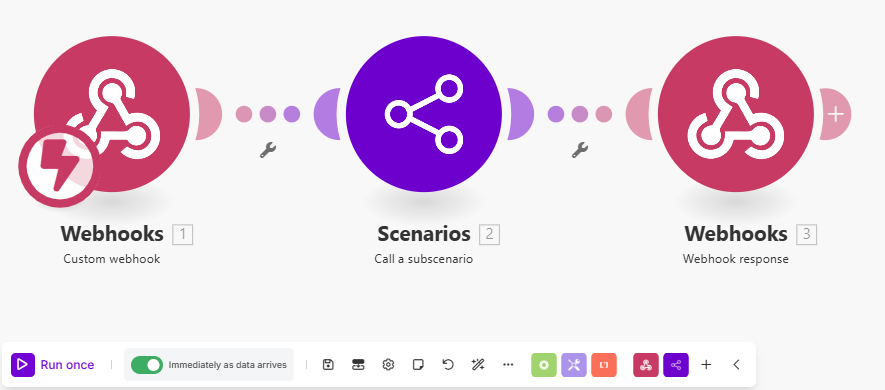 Webhooks 1
Custom webhook
Scenarios 2
Call a subscenario
Webhooks 3
Webhook response
Run once
Immediately as data arrives